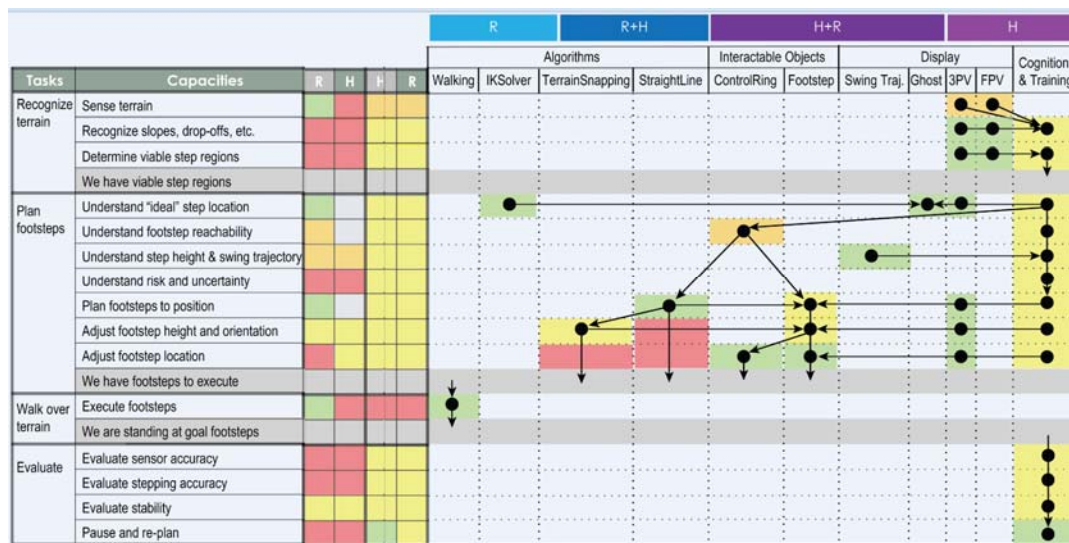 R R+H H+R H
Algorithms Interactable Objects Display Cognition & Training
Tasks Capacities R H H R Walking IKSolver TerrainSnapping StraightLine ControlRing Footstep Swing Traj. Ghost 3PV FPV
Recognize terrain Sense terrain
Recognize slopes, drop-offs, etc.
Determine viable step regions
We have viable step regions
Plan footsteps Understand "ideal" step location
Understand footstep reachability
Understand step height & swing trajectory
Understand risk and uncertainty
Plan footsteps to position
Adjust footstep height and orientation
Adjust footstep location
We have footsteps to execute
Walk over terrain Execute footsteps
We are standing at goal footsteps
Evaluate Evaluate sensor accuracy
Evaluate stepping accuracy
Evaluate stability
Pause and re-plan